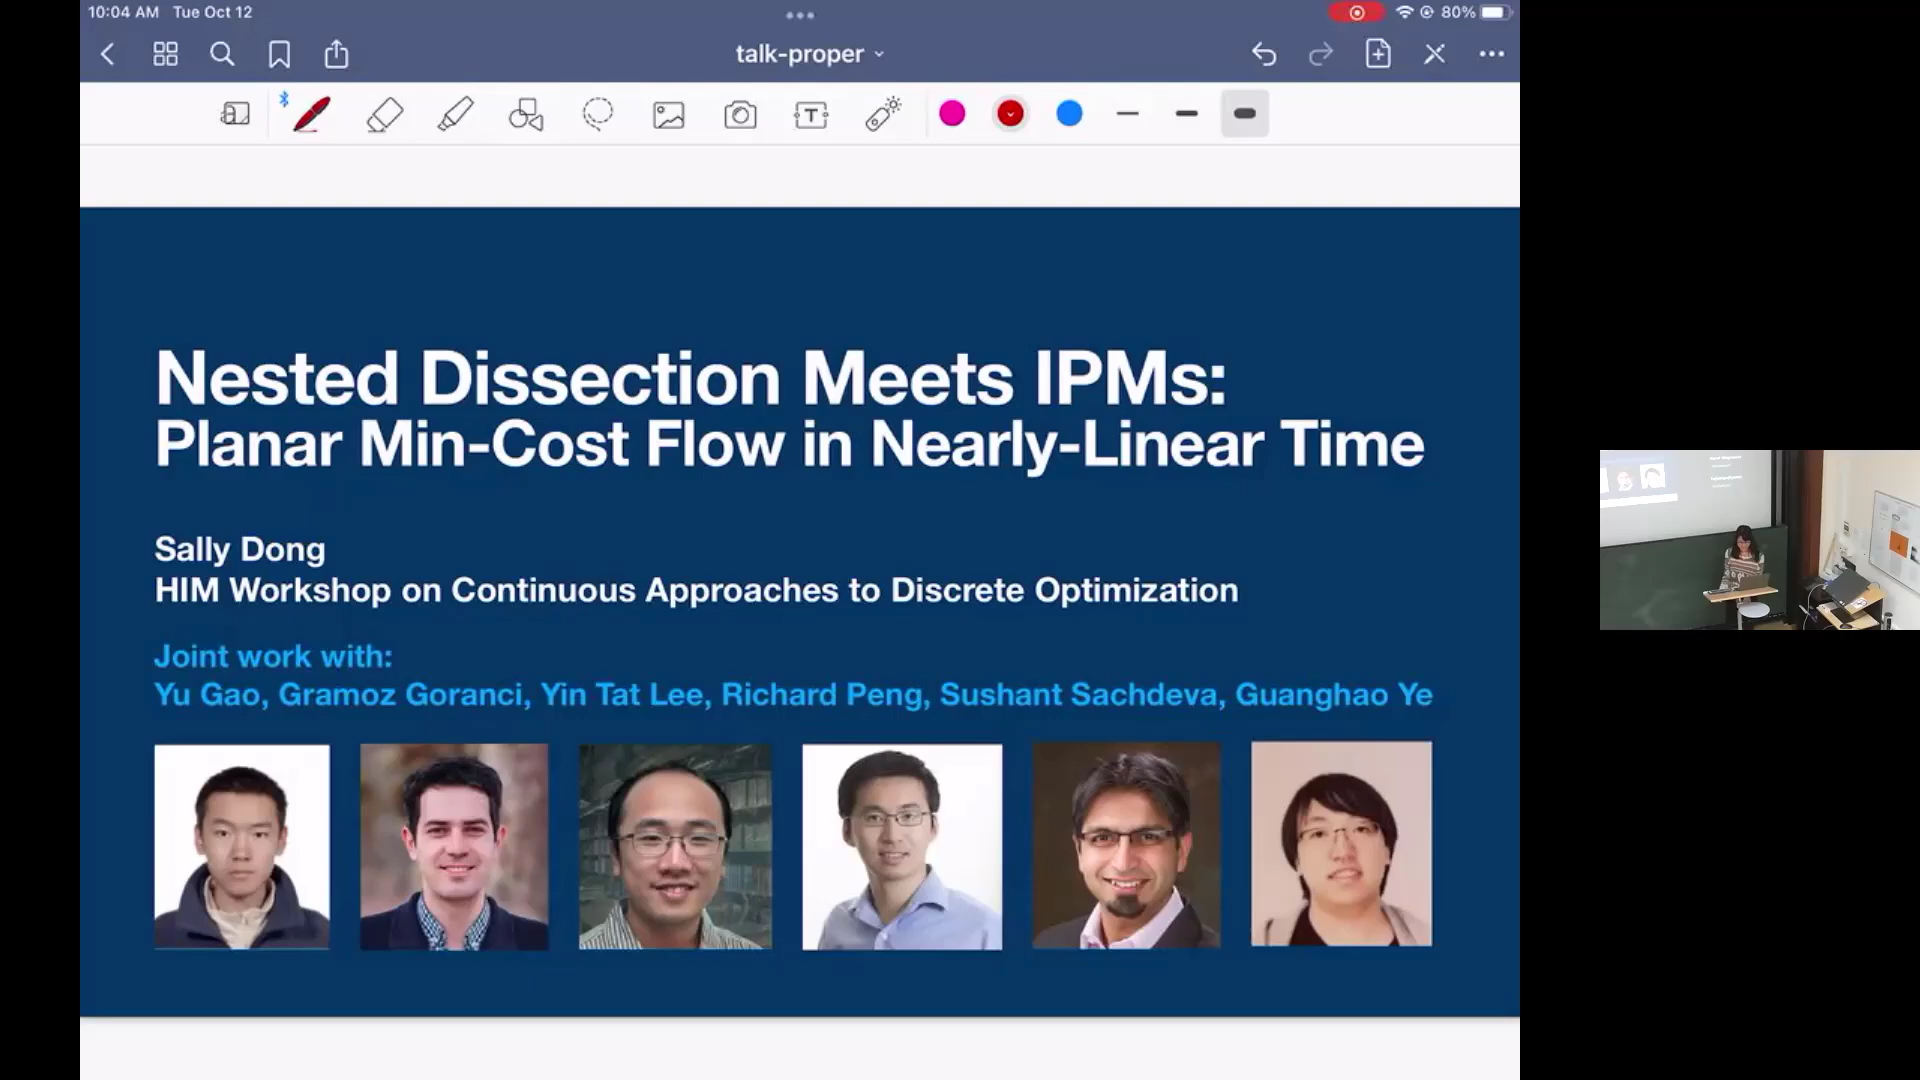 10:04 AM Tue Oct 12
80%
talk-proper
T
Nested Dissection Meets IPMs:
Planar Min-Cost Flow in Nearly-Linear Time
Sally Dong
HIM Workshop on Continuous Approaches to Discrete Optimization
Joint work with:
Yu Gao, Gramoz Goranci, Yin Tat Lee, Richard Peng, Sushant Sachdeva, Guanghao Ye